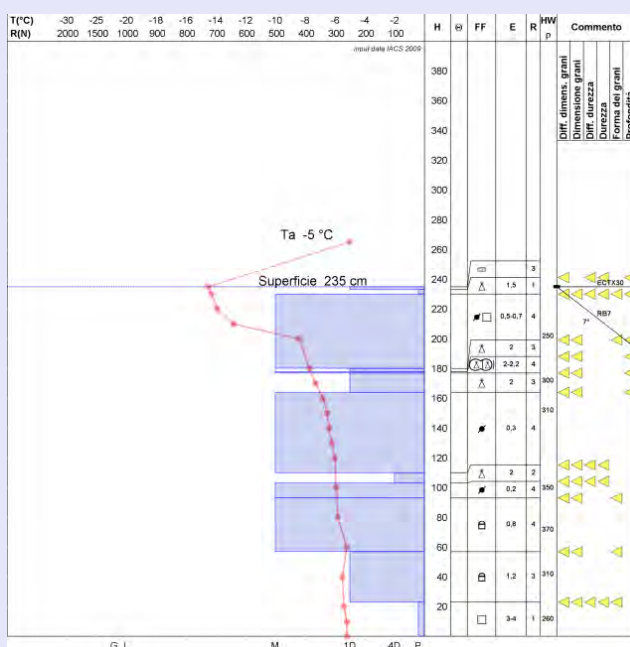 T(°C) -30 -25 -20 -18 -16 -14 -12 -10 -8 -6 -4 -2 H FF E R HW Commento
R(N) 2000 1500 1000 900 800 700 600 500 400 300 200 100 P
input data IACS 2009
Diff. dimens. grani
Dimensione grani
Diff. durezza
Durezza
Forma dei grani
Profondità
380
360
340
320
300
280
Ta -5 °C
260
3
240 ECTX30
Superficie 235 cm
1,5 1
220 RB7
0,5-0,7 4
7°
250
200 2 3
2-2,2 4
180
2 3 300
160
310
140
0,3 4
120
2 2
100 350
0,2 4
80
0,8 4 370
60
40 1,2 3 310
20
3-4 1 260
G I M 1D 4D P